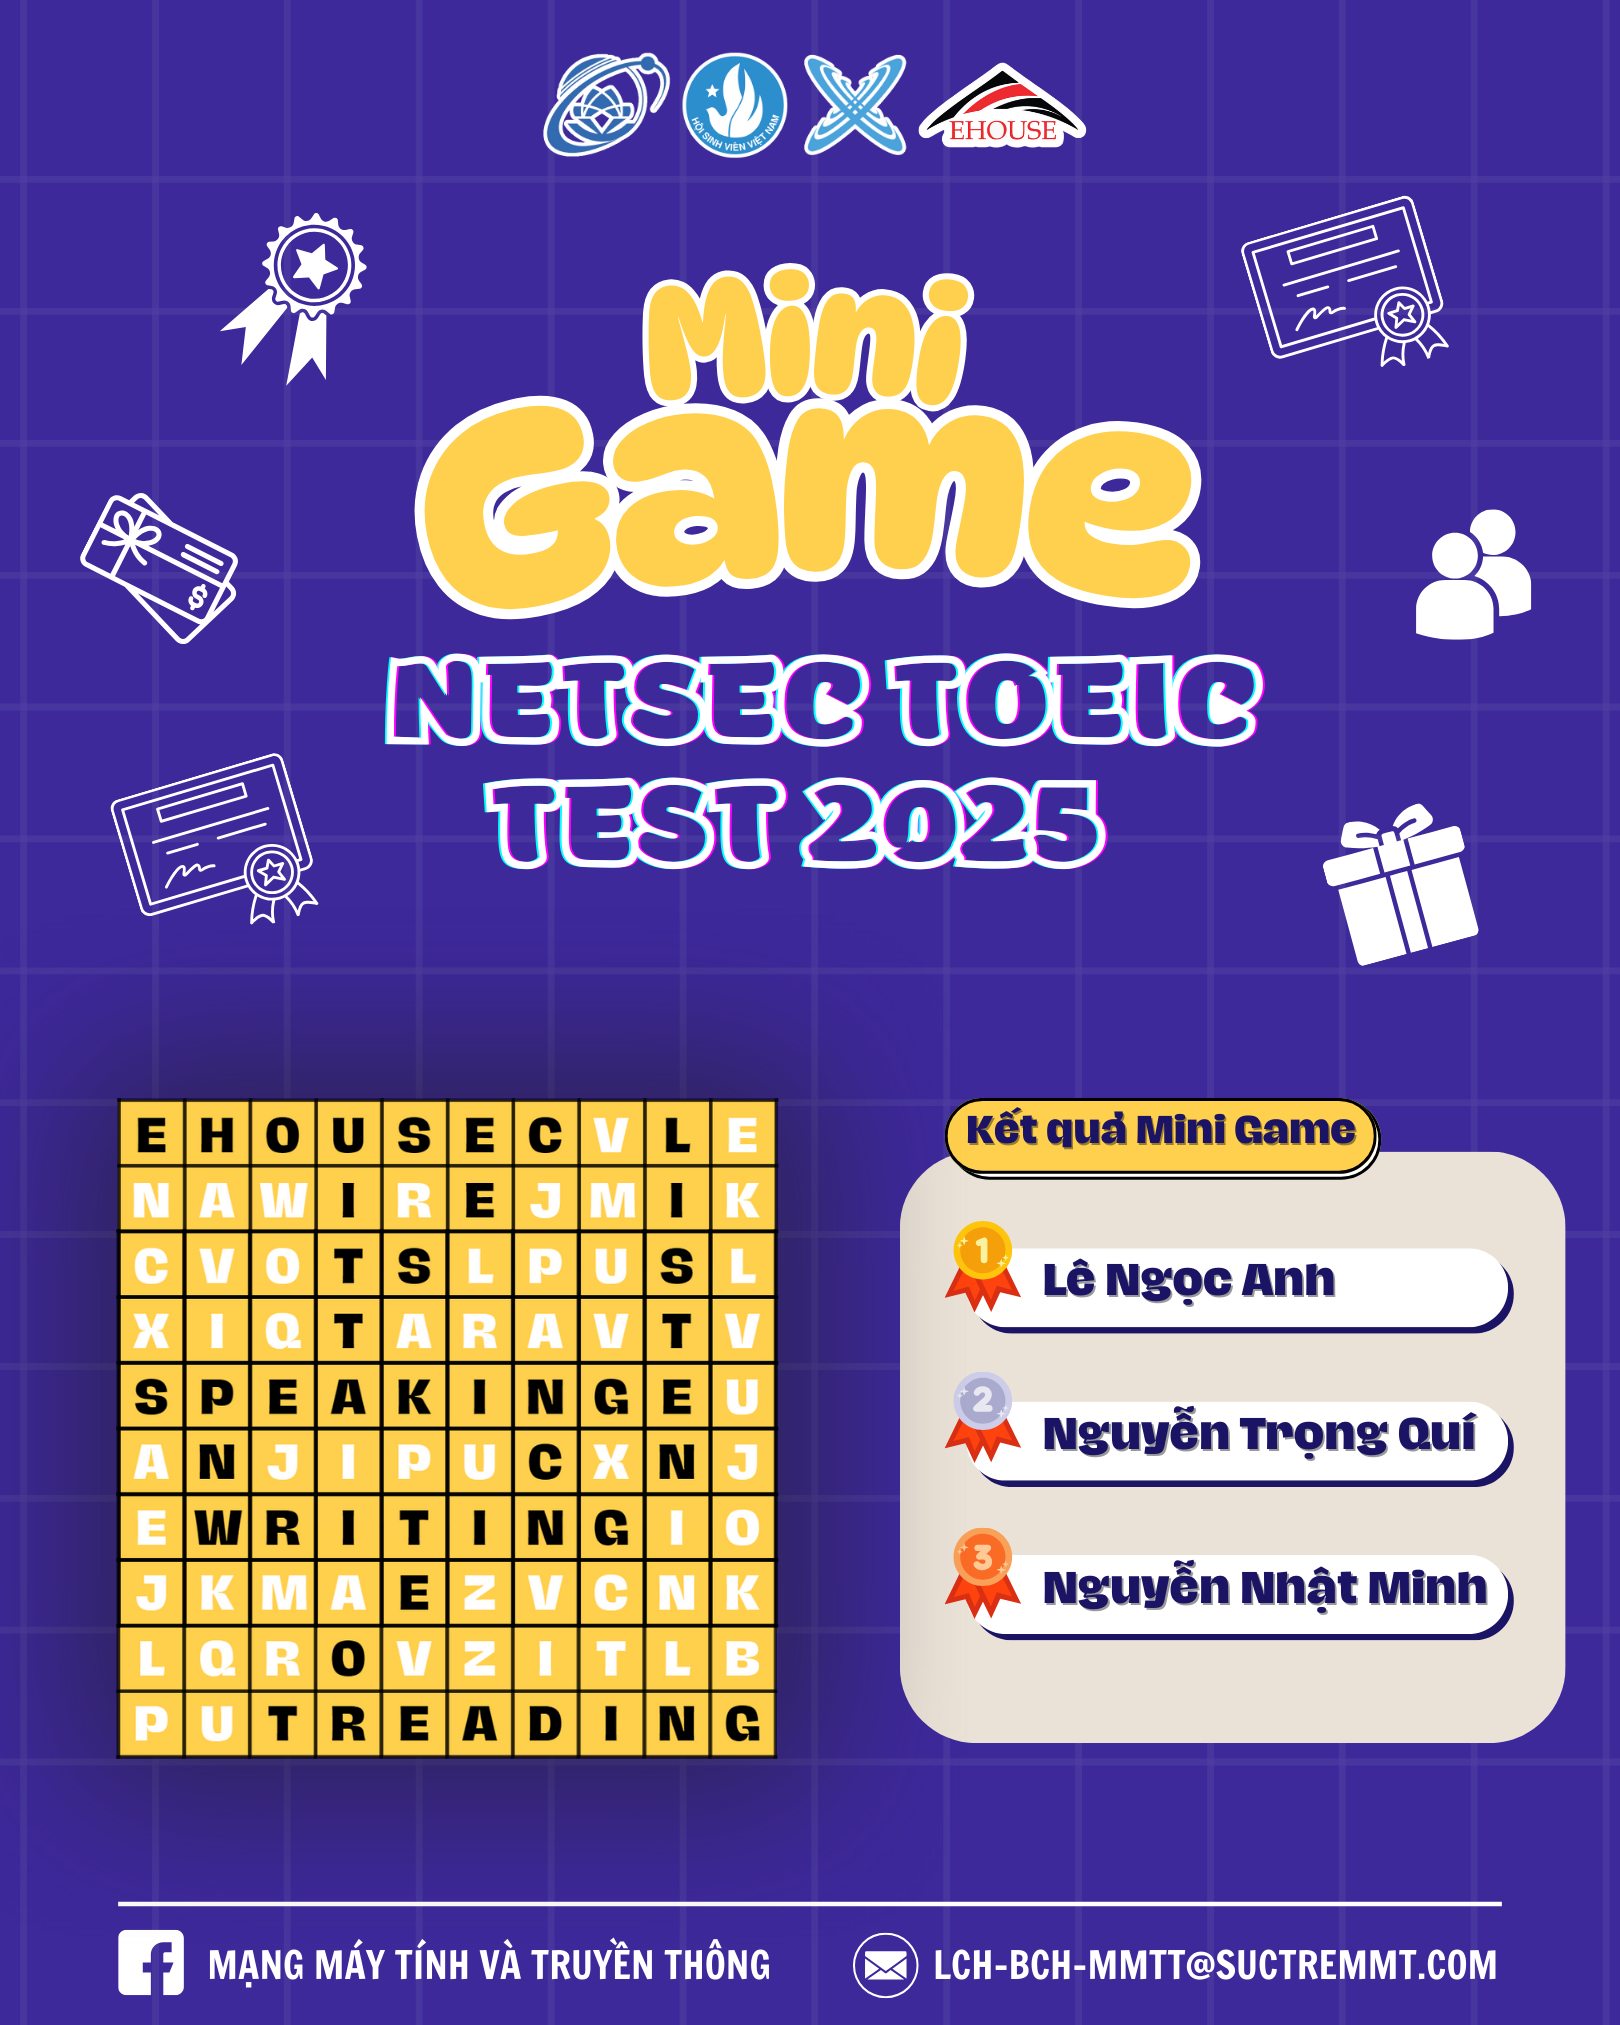 HỘI SINH VIÊN VIỆT NAM
EHOUSE
Mini
Game
NETSEC TOEIC
TEST 2025
$
E H O U S E C V L E
N A W I R E J M I K
C V O T S L P U S L
X I Q T A R A V T V
S P E A K I N G E U
A N J I P U C X N J
E W R I T I N G I O
J K M A E Z V C N K
L Q R O V Z I T L B
P U T R E A D I N G
Kết quả Mini Game
1
Lê Ngọc Anh
2
Nguyễn Trọng Quí
3
Nguyễn Nhật Minh
MẠNG MÁY TÍNH VÀ TRUYỀN THÔNG
LCH-BCH-MMTT@SUCTREMMT.COM